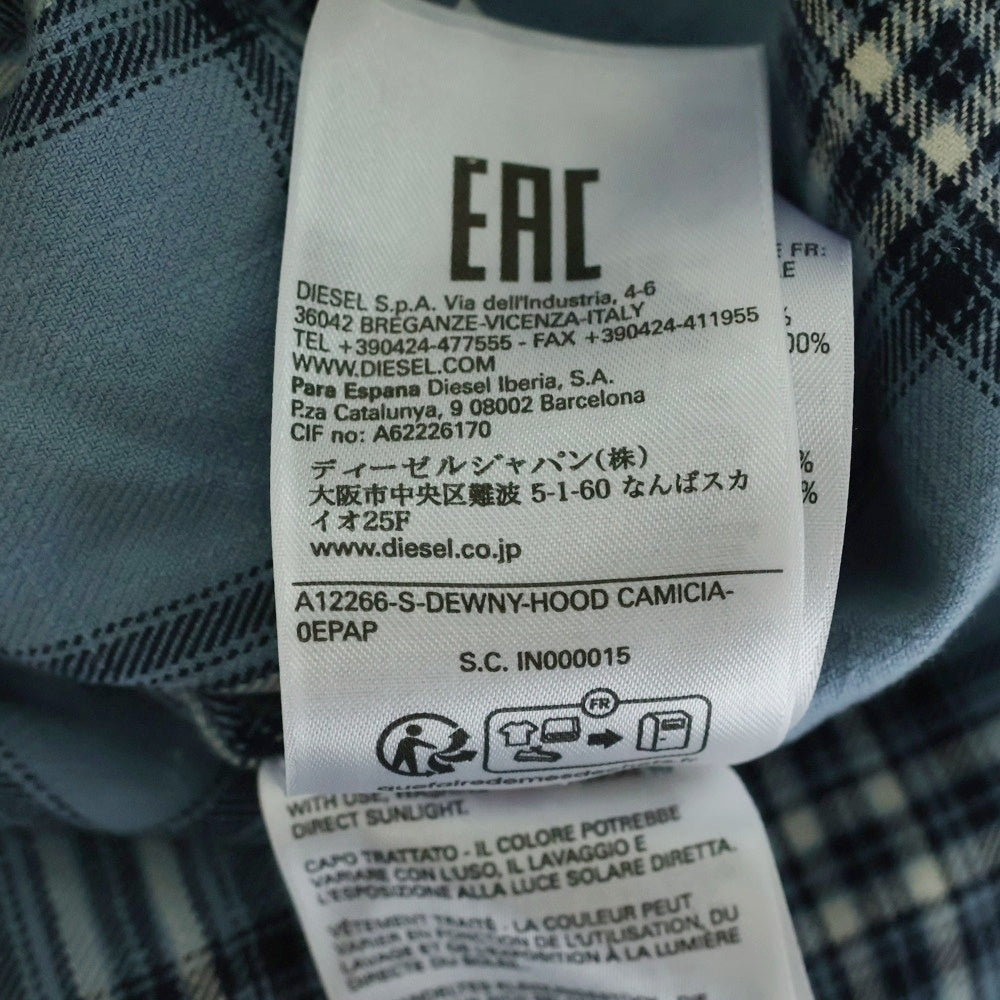 EAC
DIESEL S.p.A. Via dell'Industria, 4-6
36042 BREGANZE-VICENZA-ITALY
TEL +390424-477555 - FAX +390424-411955
WWW.DIESEL.COM
Para Espana Diesel Iberia, S.A.
P.za Catalunya, 9 08002 Barcelona
CIF no: A62226170
ディーゼルジャパン(株)
大阪市中央区難波 5-1-60 なんばスカ
イオ25F
www.diesel.co.jp
A12266-S-DEWNY-HOOD CAMICIA-
0EPAP
S.C. IN000015
FR
FR:
%
00%
%
%
WITH USE,
DIRECT SUNLIGHT.
CAPO TRATTATO - IL COLORE POTREBBE
VARIARE CON L'USO, IL LAVAGGIO E
L'ESPOSIZIONE ALLA LUCE SOLARE DIRETTA.
VÊTEMENT TRAITÉ - LA COULEUR PEUT
VARIER EN FONCTION DE L'UTILISATION, DU
LAVAGE ET DE L'EXPOSITION À LA LUMIÈRE
DIRECTE DU SOLEIL.